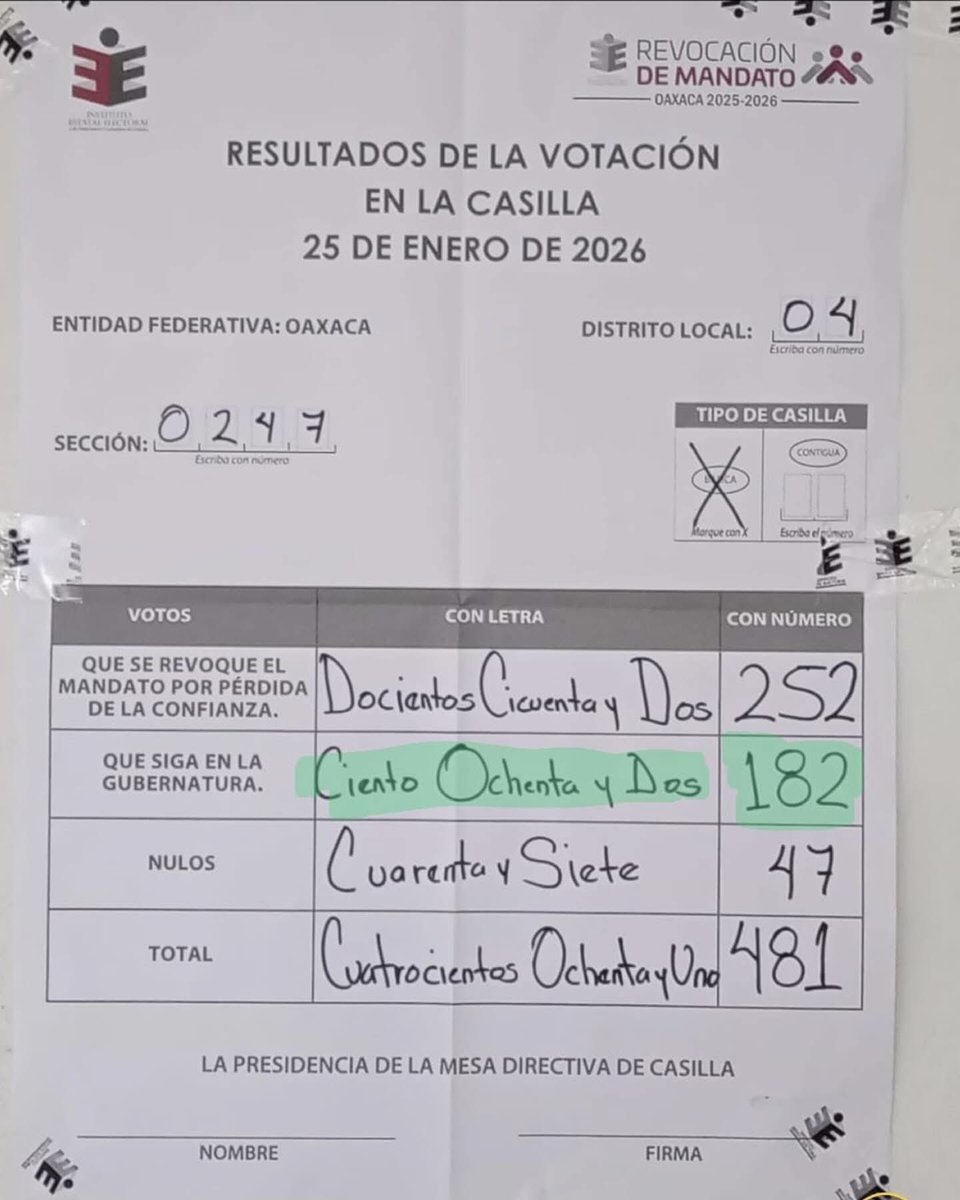 INSTITUTO
ESTATAL ELECTORAL
REVOCACIÓN
DE MANDATO
OAXACA 2025-2026
RESULTADOS DE LA VOTACIÓN
EN LA CASILLA
25 DE ENERO DE 2026
ENTIDAD FEDERATIVA: OAXACA
DISTRITO LOCAL: 04
Escriba con número
SECCIÓN: 0247
Escriba con número
TIPO DE CASILLA
CONTIGUA
Marque con X Escriba el número
VOTOS CON LETRA CON NÚMERO
QUE SE REVOQUE EL
MANDATO POR PÉRDIDA
DE LA CONFIANZA.
Docientos Cicuenta y Dos 252
QUE SIGA EN LA
GUBERNATURA.
Ciento Ochenta y Dos 182
NULOS Cuarenta y Siete 47
TOTAL Cuatrocientos Ochenta y Uno 481
LA PRESIDENCIA DE LA MESA DIRECTIVA DE CASILLA
NOMBRE FIRMA